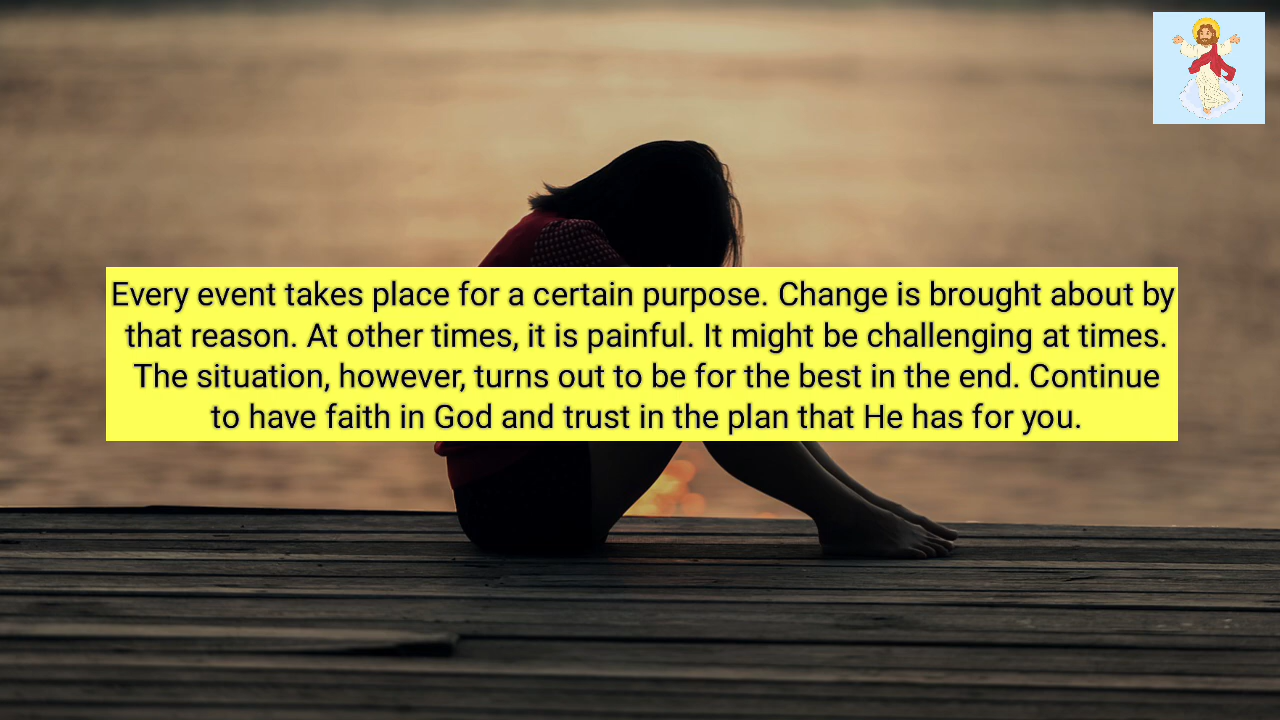 Every event takes place for a certain purpose. Change is brought about by
that reason. At other times, it is painful. It might be challenging at times.
The situation, however, turns out to be for the best in the end. Continue
to have faith in God and trust in the plan that He has for you.